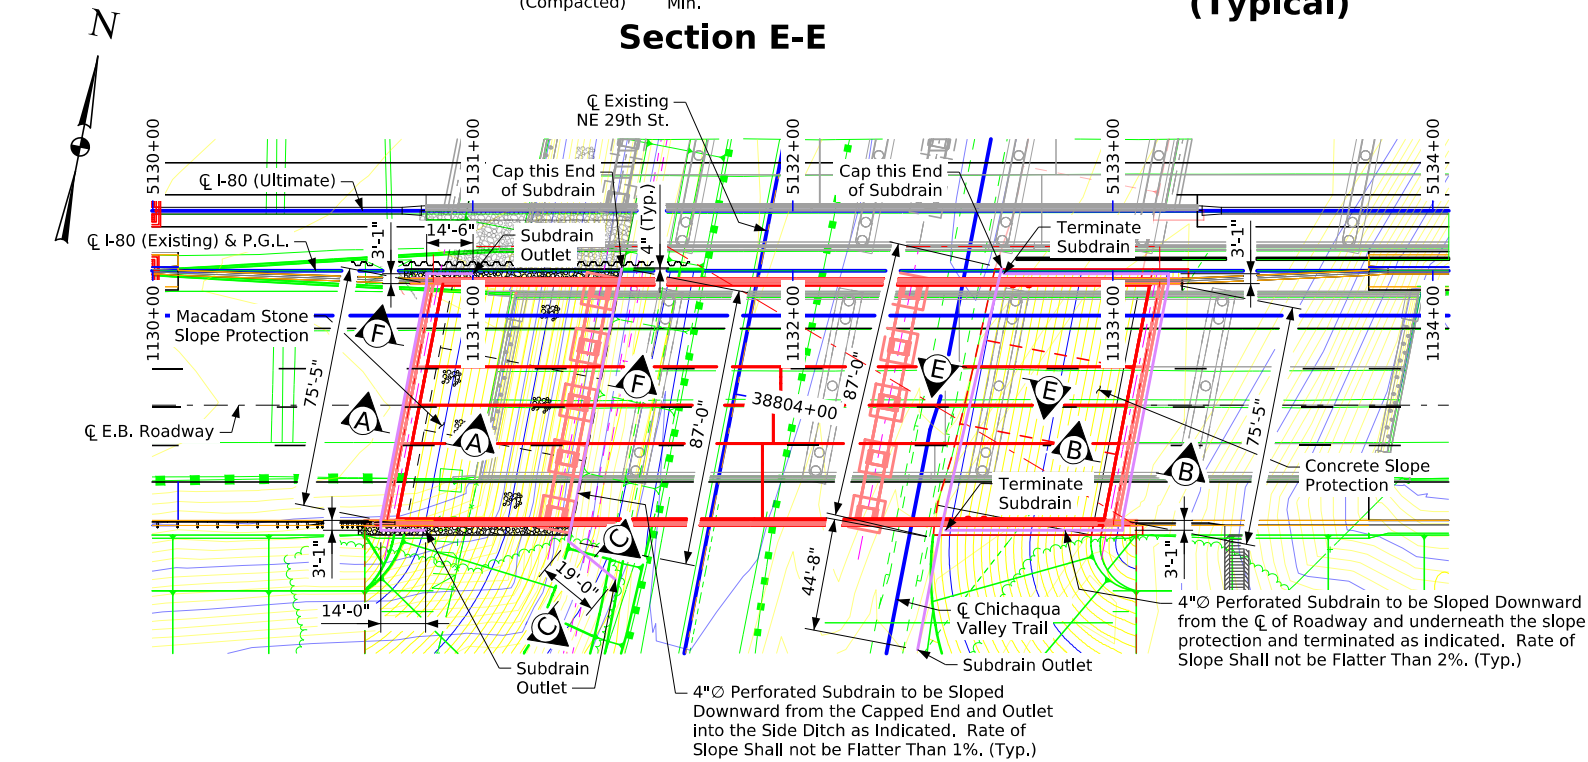 (Compacted) Min.
(Typical)
Section E-E
N
℄ Existing
NE 29th St.
5130+00
5131+00
5132+00
5133+00
5134+00
Cap this End
of Subdrain
Cap this End
of Subdrain
℄ I-80 (Ultimate)
4" (Typ.)
14'-6"
3'-1"
Subdrain
Outlet
Terminate
Subdrain
3'-1"
℄ I-80 (Existing) & P.G.L.
1130+00
1131+00
1132+00
1133+00
1134+00
Macadam Stone
Slope Protection
F
F
E
E
75'-5"
87'-0"
87'-0"
38804+00
A
A
B
B
75'-5"
℄ E.B. Roadway
Concrete Slope
Protection
Terminate
Subdrain
C
C
3'-1"
19'-0"
44'-8"
3'-1"
14'-0"
℄ Chichaqua
Valley Trail
4"∅ Perforated Subdrain to be Sloped Downward
from the ℄ of Roadway and underneath the slope
protection and terminated as indicated. Rate of
Slope Shall not be Flatter Than 2%. (Typ.)
Subdrain
Outlet
Subdrain Outlet
4"∅ Perforated Subdrain to be Sloped
Downward from the Capped End and Outlet
into the Side Ditch as Indicated. Rate of
Slope Shall not be Flatter Than 1%. (Typ.)